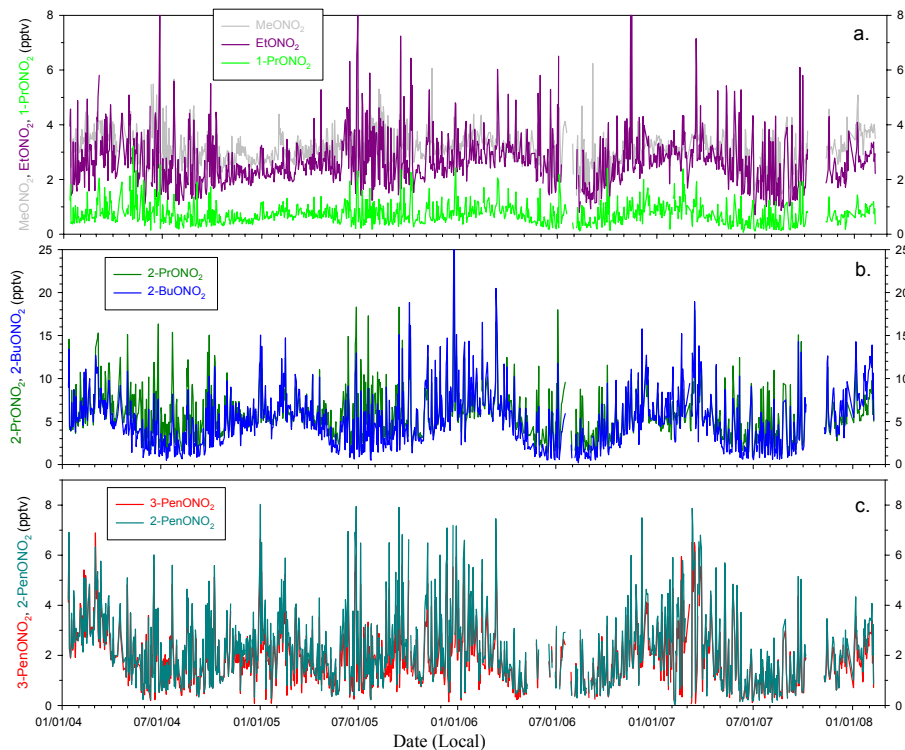 MeONO₂, EtONO₂, 1-PrONO₂ (pptv)
8
6
4
2
0
MeONO₂
EtONO₂
1-PrONO₂
a.
8
6
4
2
0
2-PrONO₂, 2-BuONO₂ (pptv)
25
20
15
10
5
0
2-PrONO₂
2-BuONO₂
b.
25
20
15
10
5
0
3-PenONO₂, 2-PenONO₂ (pptv)
8
6
4
2
0
3-PenONO₂
2-PenONO₂
c.
8
6
4
2
0
01/01/04 07/01/04 01/01/05 07/01/05 01/01/06 07/01/06 01/01/07 07/01/07 01/01/08
Date (Local)